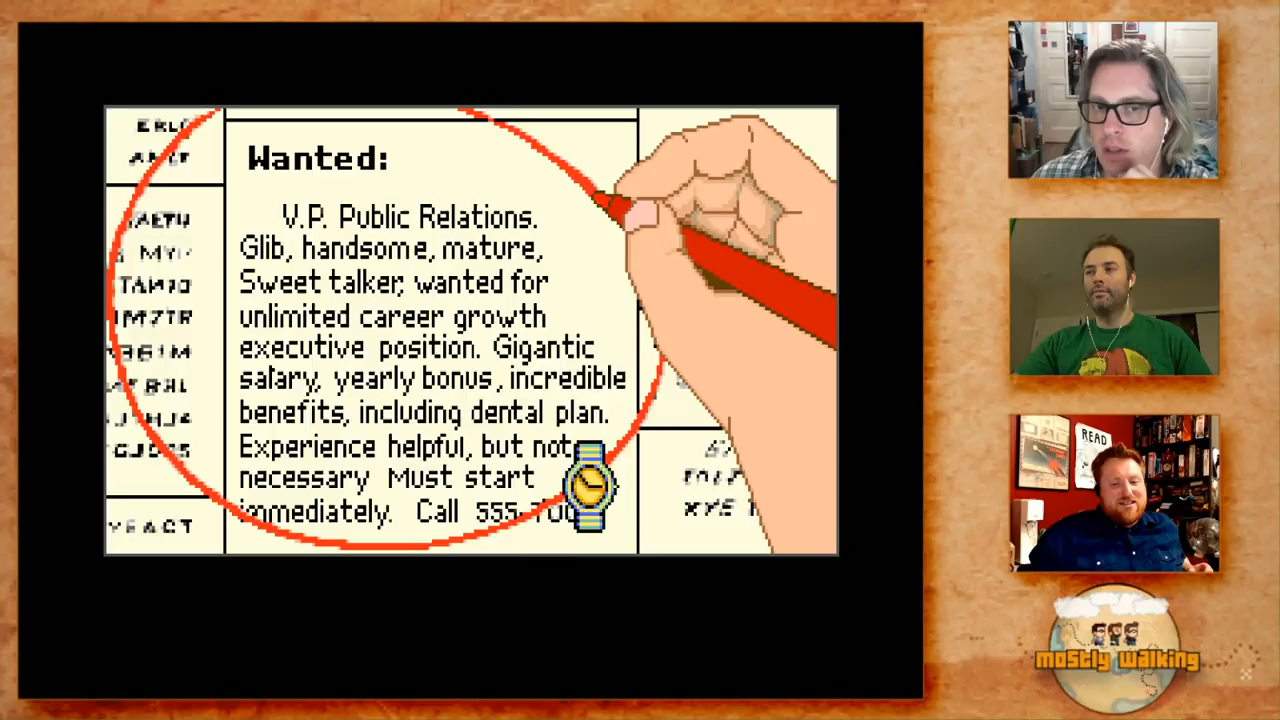 Wanted:
V.P. Public Relations.
Glib, handsome, mature,
Sweet talker, wanted for
unlimited career growth
executive position. Gigantic
salary, yearly bonus, incredible
benefits, including dental plan.
Experience helpful, but not
necessary Must start
immediately. Call 555-
READ
mostly walking